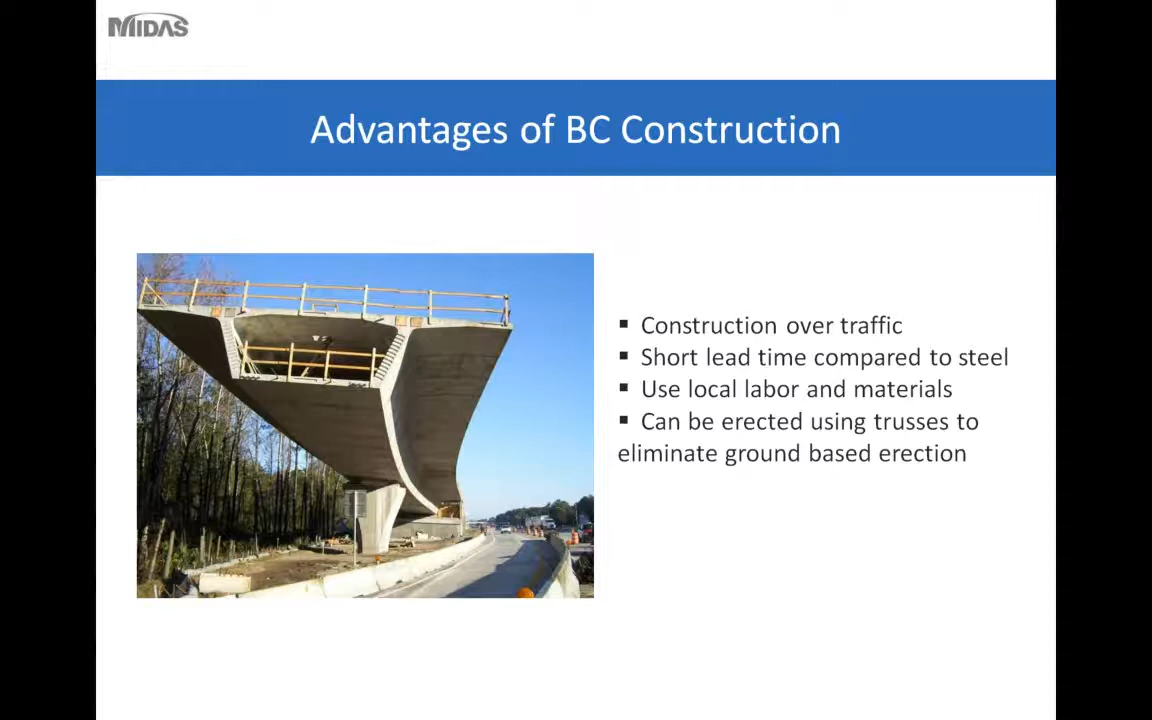 MIDAS
Advantages of BC Construction
▪ Construction over traffic
▪ Short lead time compared to steel
▪ Use local labor and materials
▪ Can be erected using trusses to
eliminate ground based erection